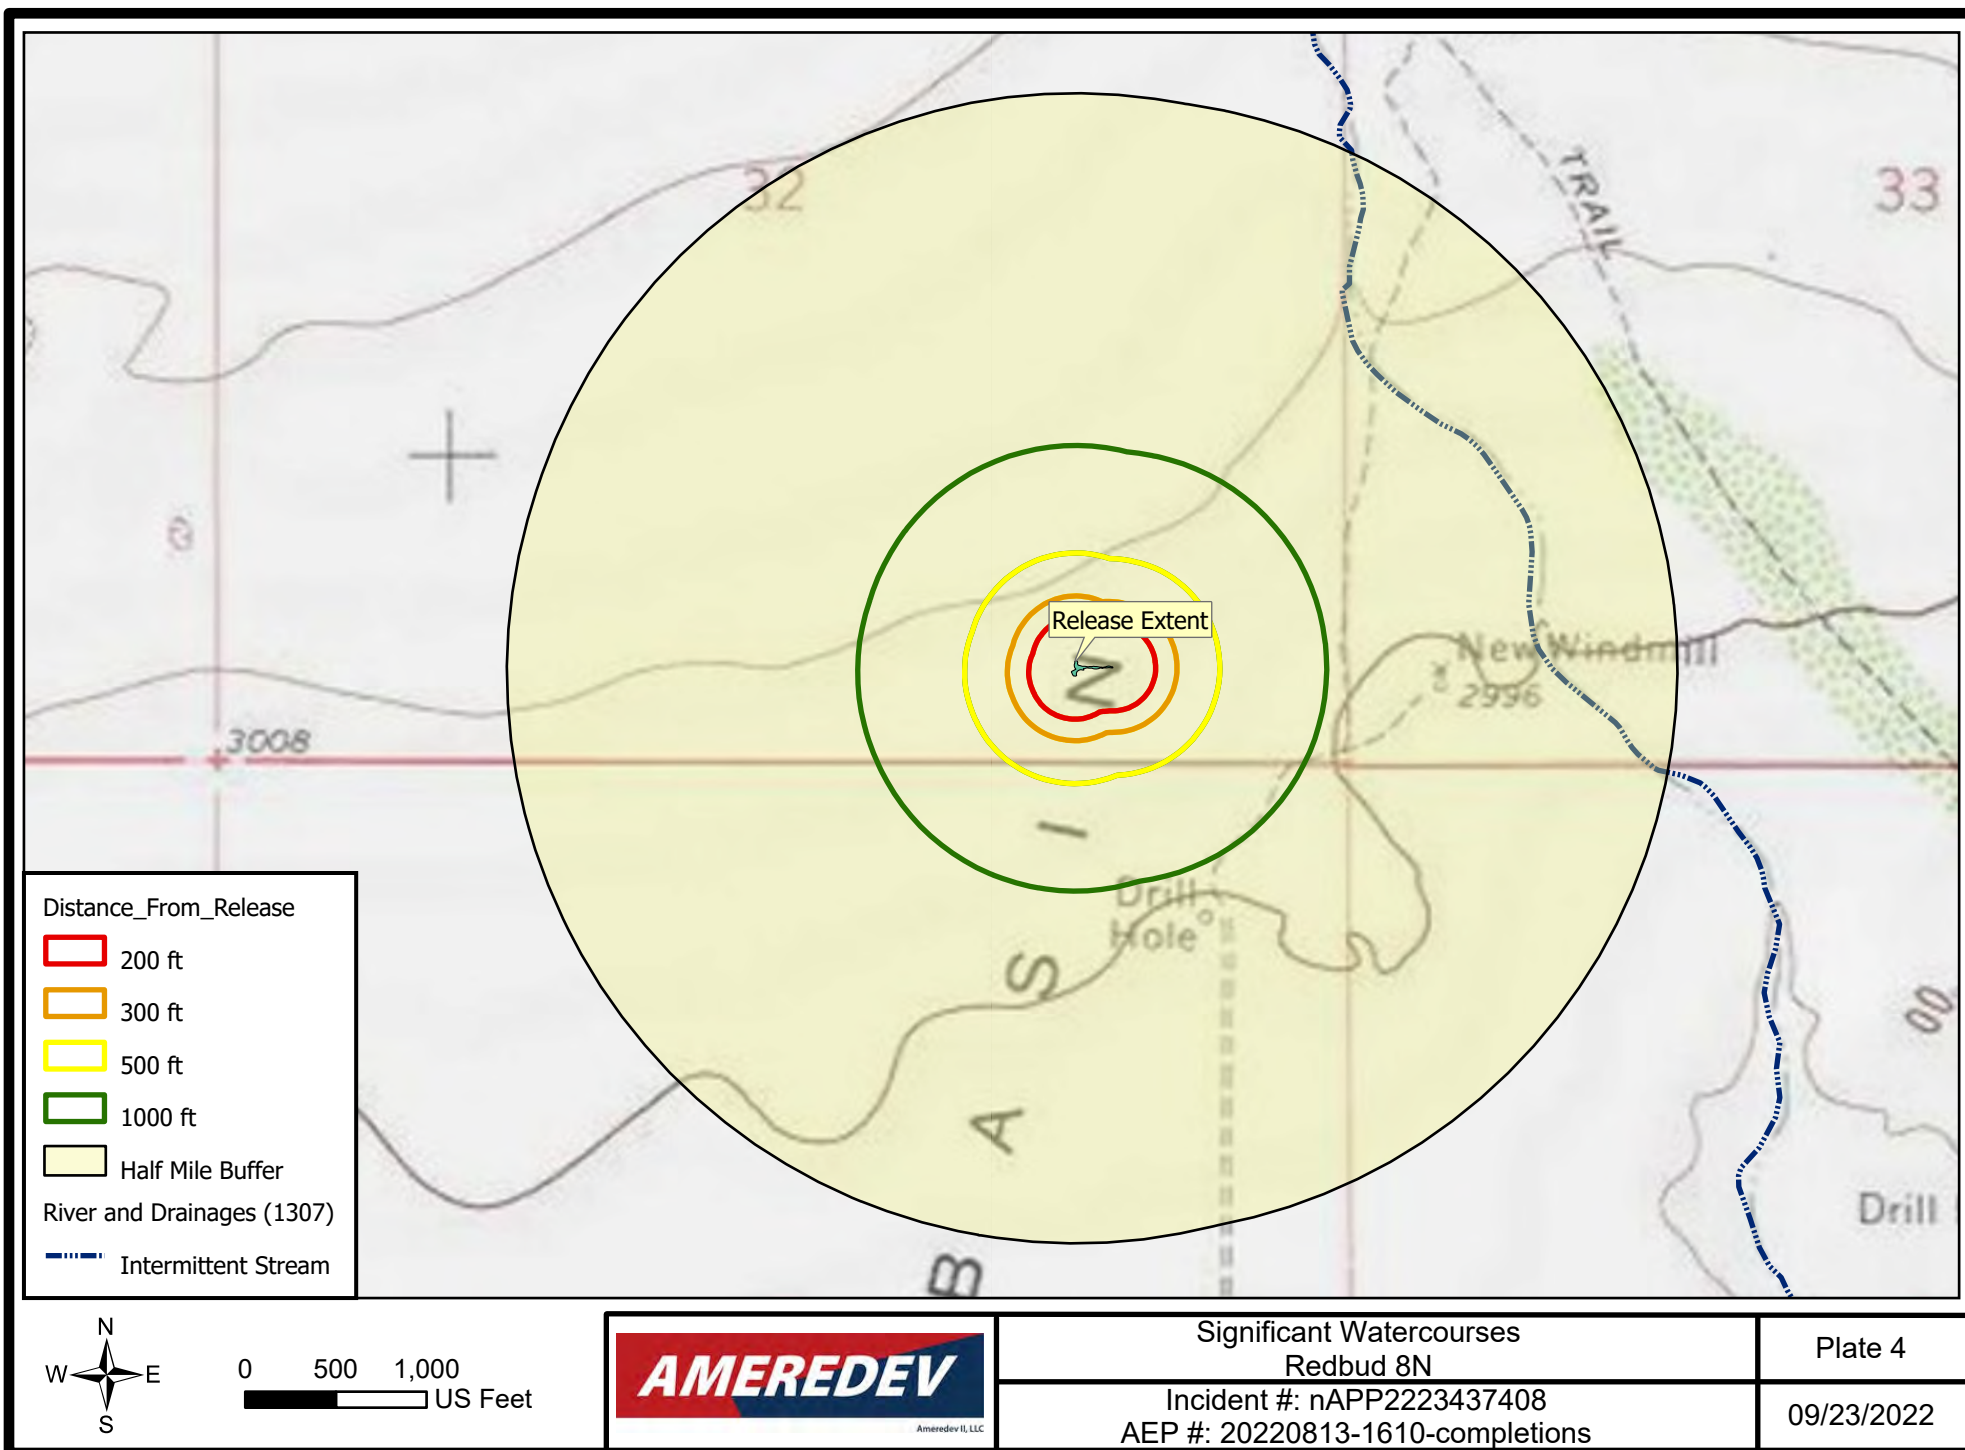 32
33
TRAIL
Release Extent
New Windmill
2996
3008
Drill
Hole
B A S I N
Drill
Distance_From_Release
200 ft
300 ft
500 ft
1000 ft
Half Mile Buffer
River and Drainages (1307)
Intermittent Stream
N
W E
S
0 500 1,000
US Feet
AMEREDEV
Ameredev II, LLC
Significant Watercourses
Redbud 8N
Incident #: nAPP2223437408
AEP #: 20220813-1610-completions
Plate 4
09/23/2022